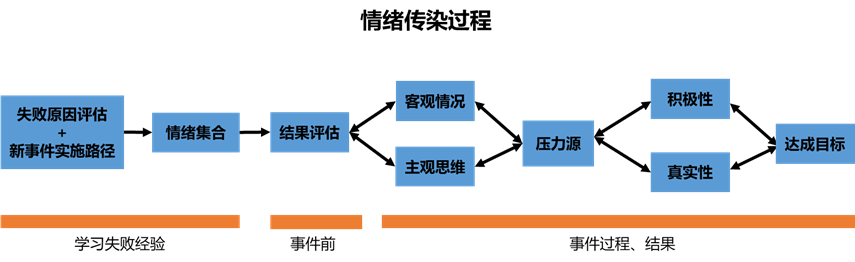 情绪传染过程
失败原因评估
+
新事件实施路径
情绪集合
结果评估
客观情况
主观思维
压力源
积极性
真实性
达成目标
学习失败经验
事件前
事件过程、结果